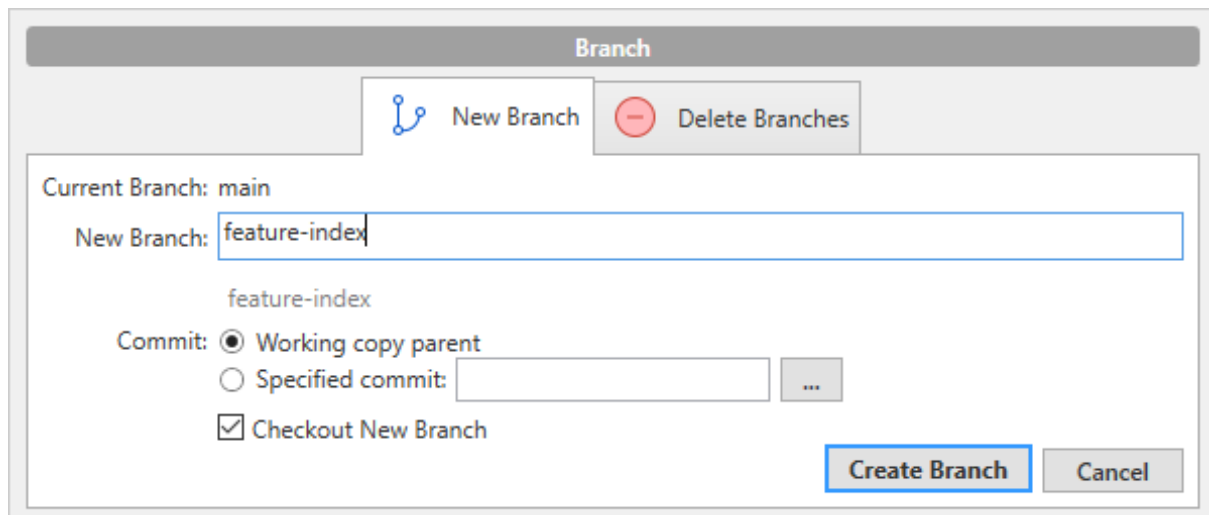 Branch
New Branch Delete Branches
Current Branch: main
New Branch: feature-index
feature-index
Commit: Working copy parent
Specified commit: ...
Checkout New Branch
Create Branch Cancel